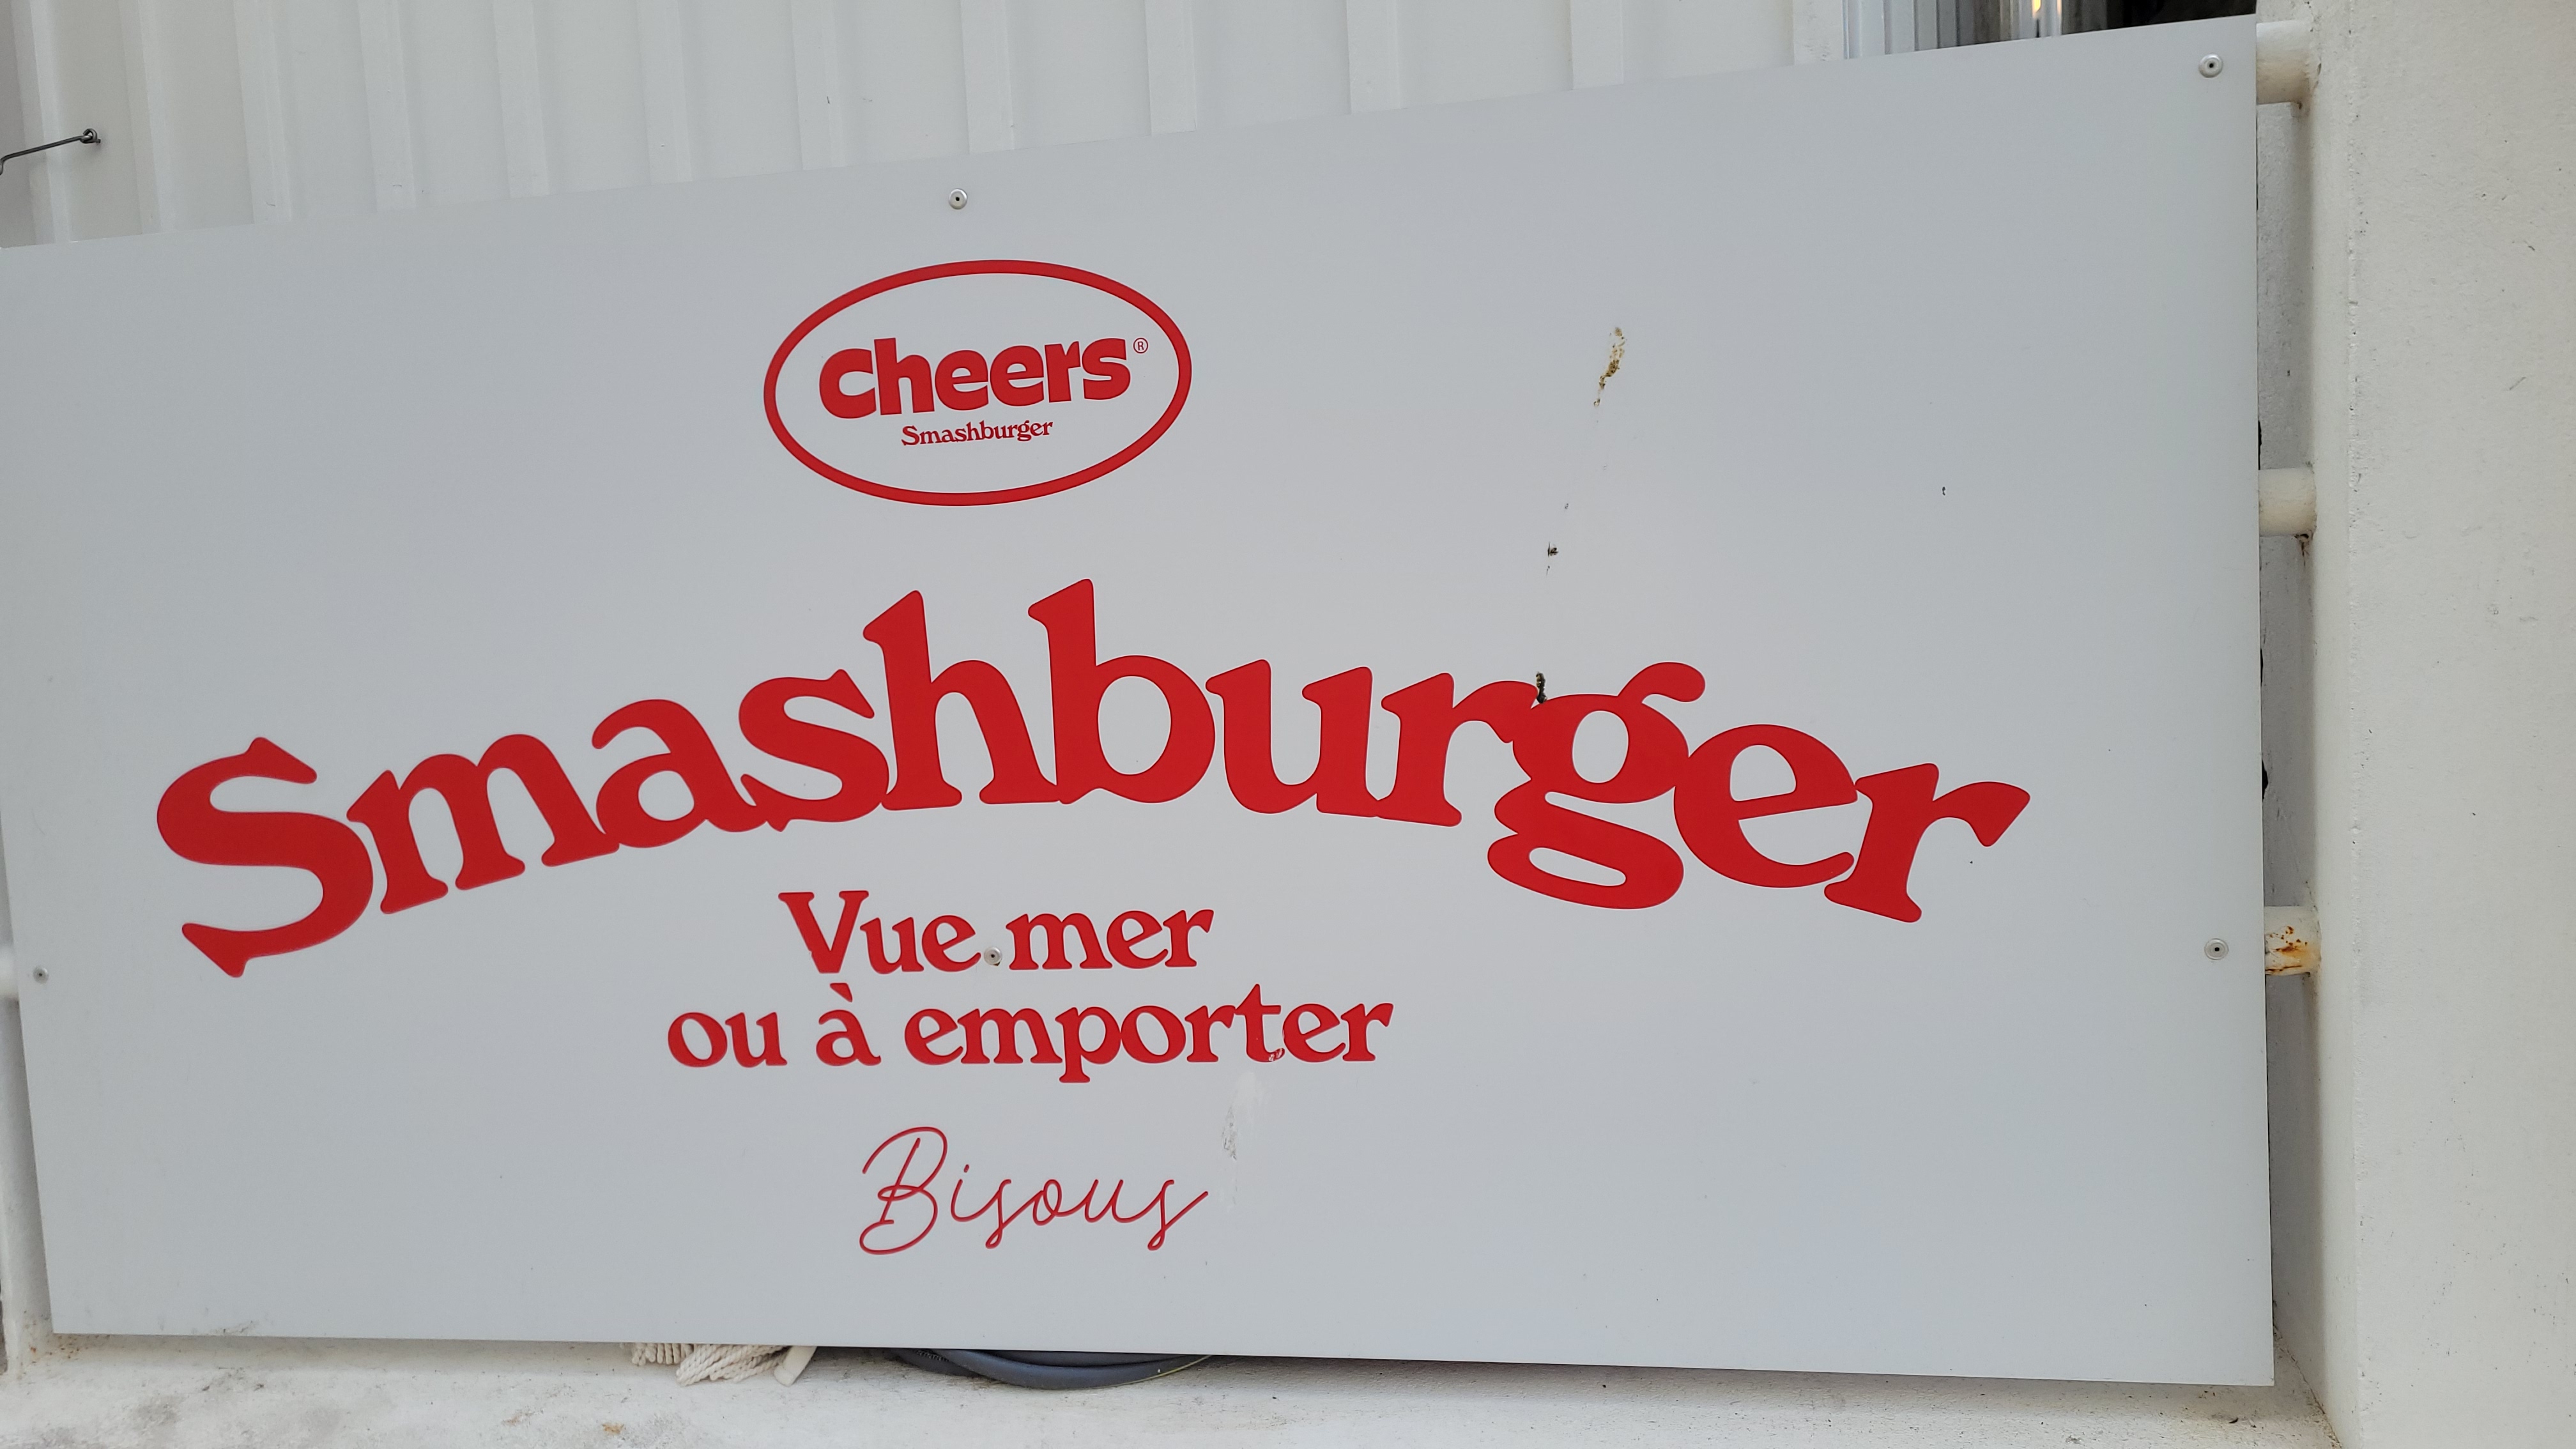 cheers®
Smashburger
Smashburger
Vue mer
ou à emporter
Bisous